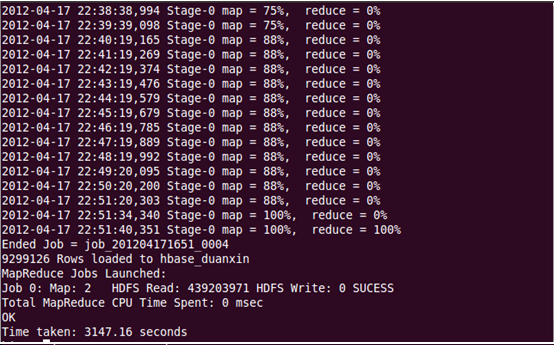 2012-04-17 22:38:38,994 Stage-0 map = 75%,  reduce = 0%
2012-04-17 22:39:39,098 Stage-0 map = 75%,  reduce = 0%
2012-04-17 22:40:19,165 Stage-0 map = 88%,  reduce = 0%
2012-04-17 22:41:19,269 Stage-0 map = 88%,  reduce = 0%
2012-04-17 22:42:19,374 Stage-0 map = 88%,  reduce = 0%
2012-04-17 22:43:19,476 Stage-0 map = 88%,  reduce = 0%
2012-04-17 22:44:19,579 Stage-0 map = 88%,  reduce = 0%
2012-04-17 22:45:19,679 Stage-0 map = 88%,  reduce = 0%
2012-04-17 22:46:19,785 Stage-0 map = 88%,  reduce = 0%
2012-04-17 22:47:19,889 Stage-0 map = 88%,  reduce = 0%
2012-04-17 22:48:19,992 Stage-0 map = 88%,  reduce = 0%
2012-04-17 22:49:20,095 Stage-0 map = 88%,  reduce = 0%
2012-04-17 22:50:20,200 Stage-0 map = 88%,  reduce = 0%
2012-04-17 22:51:20,303 Stage-0 map = 88%,  reduce = 0%
2012-04-17 22:51:34,340 Stage-0 map = 100%,  reduce = 0%
2012-04-17 22:51:40,351 Stage-0 map = 100%,  reduce = 100%
Ended Job = job_201204171651_0004
9299126 Rows loaded to hbase_duanxin
MapReduce Jobs Launched:
Job 0: Map: 2   HDFS Read: 439203971 HDFS Write: 0 SUCESS
Total MapReduce CPU Time Spent: 0 msec
OK
Time taken: 3147.16 seconds